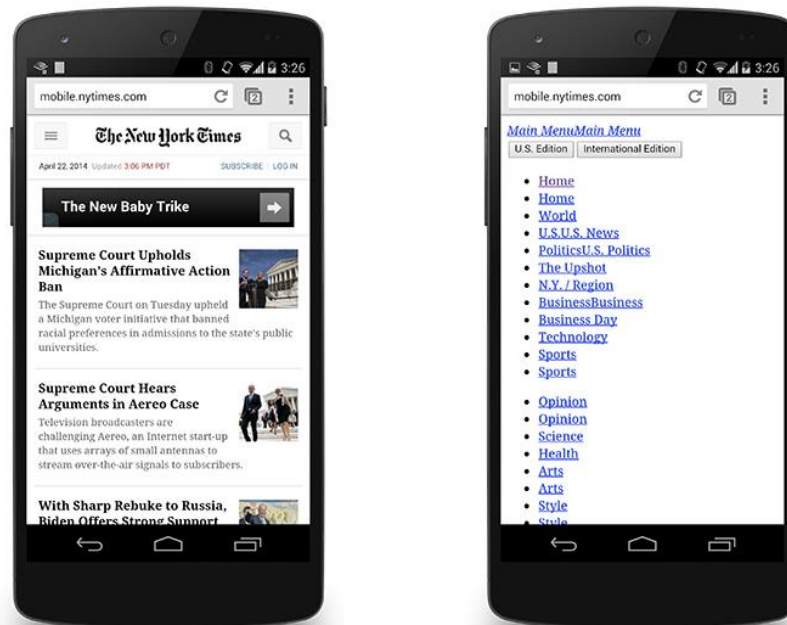 3:26
mobile.nytimes.com
2
The New York Times
April 22, 2014 Updated 3:06 PM PDT SUBSCRIBE LOG IN
The New Baby Trike
Supreme Court Upholds
Michigan's Affirmative Action
Ban
The Supreme Court on Tuesday upheld
a Michigan voter initiative that banned
racial preferences in admissions to the state's public
universities.
Supreme Court Hears
Arguments in Aereo Case
Television broadcasters are
challenging Aereo, an Internet start-up
that uses arrays of small antennas to
stream over-the-air signals to subscribers.
With Sharp Rebuke to Russia,
Biden Offers Strong Support
3:26
mobile.nytimes.com
2
Main MenuMain Menu
U.S. Edition International Edition
Home
Home
World
U.S.U.S. News
PoliticsU.S. Politics
The Upshot
N.Y. / Region
BusinessBusiness
Business Day
Technology
Sports
Sports
Opinion
Opinion
Science
Health
Arts
Arts
Style
Style